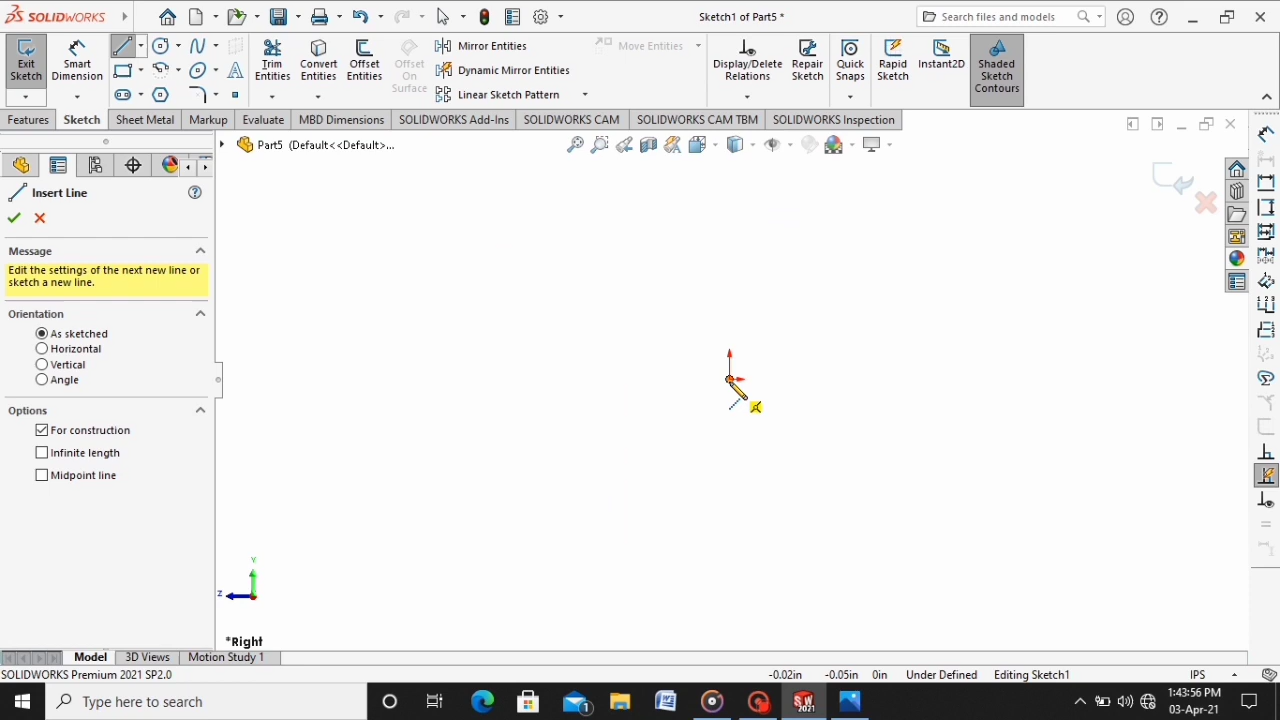 SOLIDWORKS
Sketch1 of Part5 *
Search files and models
Exit Sketch
Smart Dimension
Trim Entities
Convert Entities
Offset Entities
Offset On Surface
Mirror Entities
Dynamic Mirror Entities
Linear Sketch Pattern
Move Entities
Display/Delete Relations
Repair Sketch
Quick Snaps
Rapid Sketch
Instant2D
Shaded Sketch Contours
Features
Sketch
Sheet Metal
Markup
Evaluate
MBD Dimensions
SOLIDWORKS Add-Ins
SOLIDWORKS CAM
SOLIDWORKS CAM TBM
SOLIDWORKS Inspection
Part5 (Default<<Default>...
Insert Line
Message
Edit the settings of the next new line or
sketch a new line.
Orientation
As sketched
Horizontal
Vertical
Angle
Options
For construction
Infinite length
Midpoint line
Y
Z
*Right
Model
3D Views
Motion Study 1
SOLIDWORKS Premium 2021 SP2.0
-0.02in
-0.05in
0in
Under Defined
Editing Sketch1
IPS
Type here to search
1:43:56 PM
03-Apr-21